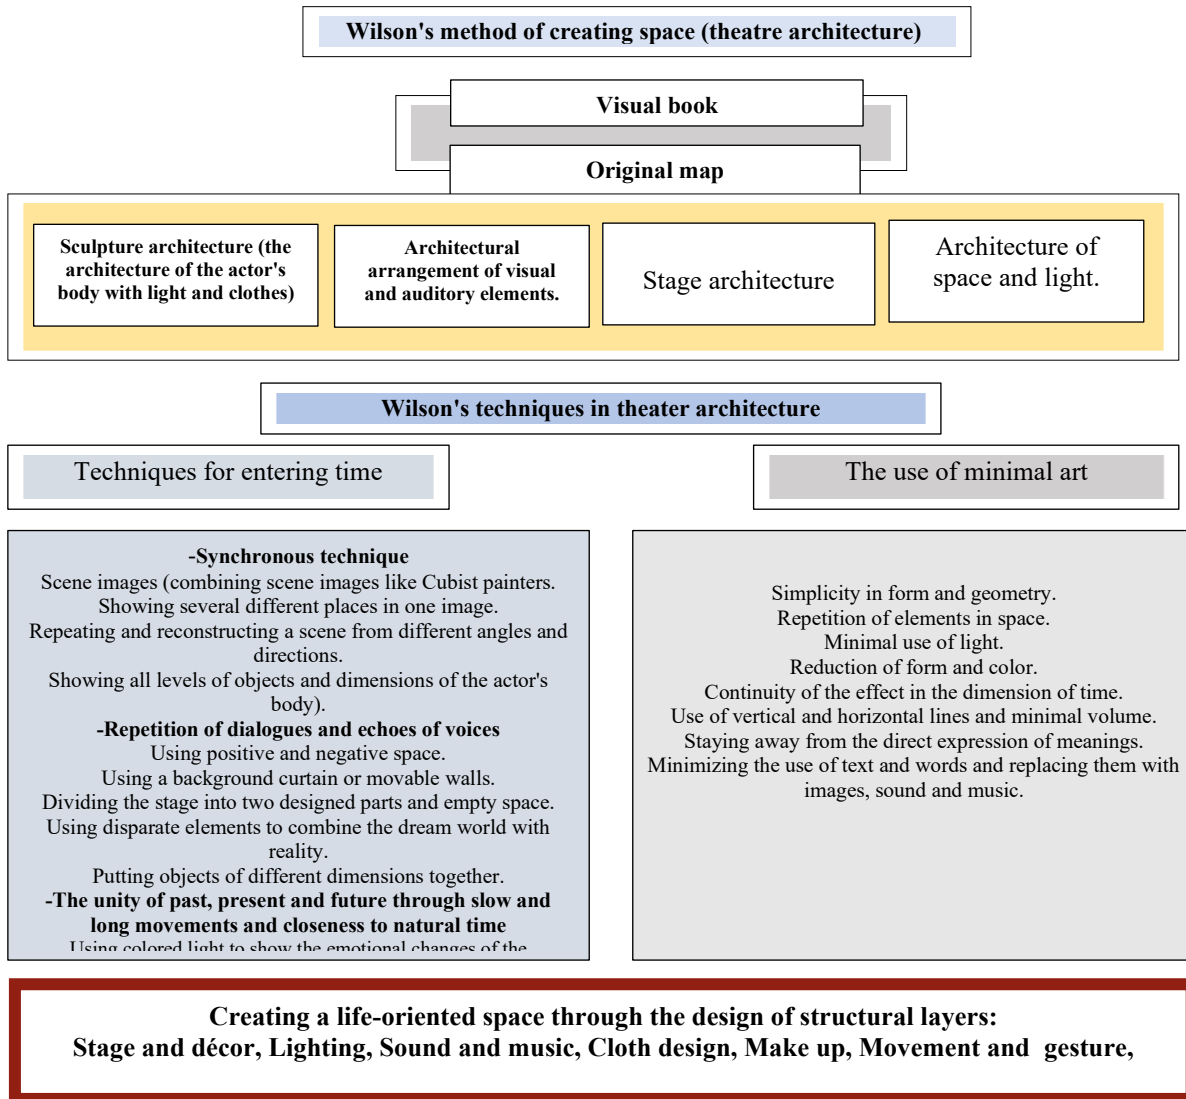 Wilson's method of creating space (theatre architecture)
Visual book
Original map
Sculpture architecture (the
architecture of the actor's
body with light and clothes)
Architectural
arrangement of visual
and auditory elements.
Stage architecture
Architecture of
space and light.
Wilson's techniques in theater architecture
Techniques for entering time
The use of minimal art
-Synchronous technique
Scene images (combining scene images like Cubist painters.
Showing several different places in one image.
Repeating and reconstructing a scene from different angles and
directions.
Showing all levels of objects and dimensions of the actor's
body).
-Repetition of dialogues and echoes of voices
Using positive and negative space.
Using a background curtain or movable walls.
Dividing the stage into two designed parts and empty space.
Using disparate elements to combine the dream world with
reality.
Putting objects of different dimensions together.
-The unity of past, present and future through slow and
long movements and closeness to natural time
Using colored light to show the emotional changes of the
Simplicity in form and geometry.
Repetition of elements in space.
Minimal use of light.
Reduction of form and color.
Continuity of the effect in the dimension of time.
Use of vertical and horizontal lines and minimal volume.
Staying away from the direct expression of meanings.
Minimizing the use of text and words and replacing them with
images, sound and music.
Creating a life-oriented space through the design of structural layers:
Stage and décor, Lighting, Sound and music, Cloth design, Make up, Movement and gesture,